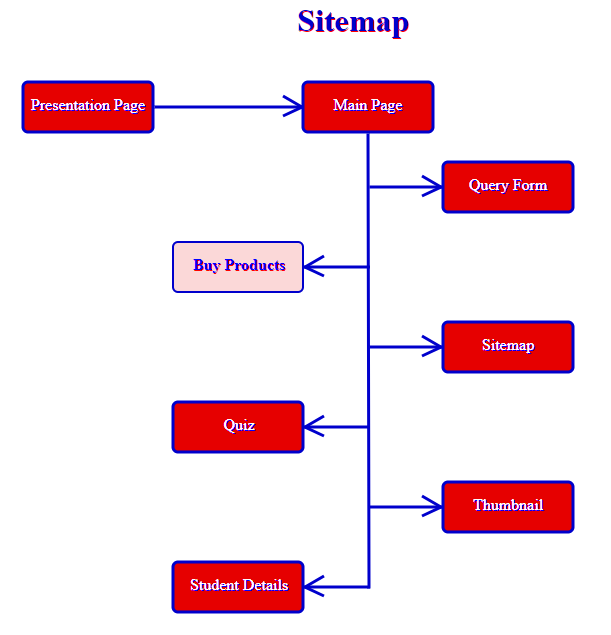 Sitemap
Presentation Page
Main Page
Query Form
Buy Products
Sitemap
Quiz
Thumbnail
Student Details